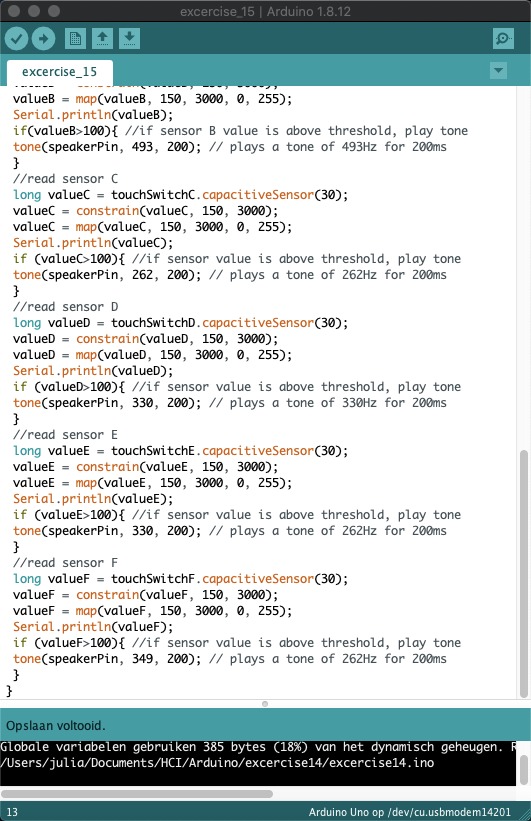 excercise_15 | Arduino 1.8.12
excercise_15
valueB = map(valueB, 150, 3000, 0, 255);
Serial.println(valueB);
if(valueB>100){ //if sensor B value is above threshold, play tone
tone(speakerPin, 493, 200); // plays a tone of 493Hz for 200ms
}
//read sensor C
long valueC = touchSwitchC.capacitiveSensor(30);
valueC = constrain(valueC, 150, 3000);
valueC = map(valueC, 150, 3000, 0, 255);
Serial.println(valueC);
if (valueC>100){ //if sensor value is above threshold, play tone
tone(speakerPin, 262, 200); // plays a tone of 262Hz for 200ms
}
//read sensor D
long valueD = touchSwitchD.capacitiveSensor(30);
valueD = constrain(valueD, 150, 3000);
valueD = map(valueD, 150, 3000, 0, 255);
Serial.println(valueD);
if (valueD>100){ //if sensor value is above threshold, play tone
tone(speakerPin, 330, 200); // plays a tone of 330Hz for 200ms
}
//read sensor E
long valueE = touchSwitchE.capacitiveSensor(30);
valueE = constrain(valueE, 150, 3000);
valueE = map(valueE, 150, 3000, 0, 255);
Serial.println(valueE);
if (valueE>100){ //if sensor value is above threshold, play tone
tone(speakerPin, 330, 200); // plays a tone of 262Hz for 200ms
}
//read sensor F
long valueF = touchSwitchF.capacitiveSensor(30);
valueF = constrain(valueF, 150, 3000);
valueF = map(valueF, 150, 3000, 0, 255);
Serial.println(valueF);
if (valueF>100){ //if sensor value is above threshold, play tone
tone(speakerPin, 349, 200); // plays a tone of 262Hz for 200ms
}
}
Opslaan voltooid.
Globale variabelen gebruiken 385 bytes (18%) van het dynamisch geheugen.
/Users/julia/Documents/HCI/Arduino/excercise14/excercise14.ino
13 Arduino Uno op /dev/cu.usbmodem14201